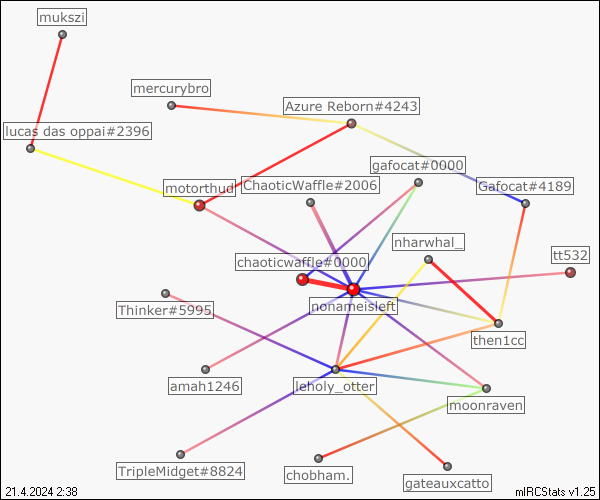 mukszi
mercurybro
Azure Reborn#4243
lucas das oppai#2396
gafocat#0000
motorthud
ChaoticWaffle#2006
Gafocat#4189
nharwhal_
chaoticwaffle#0000
tt532
nonameisleft
Thinker#5995
then1cc
amah1246
leholy_otter
moonraven
TripleMidget#8824
chobham.
gateauxcatto
21.4.2024 2:38
mIRCStats v1.25